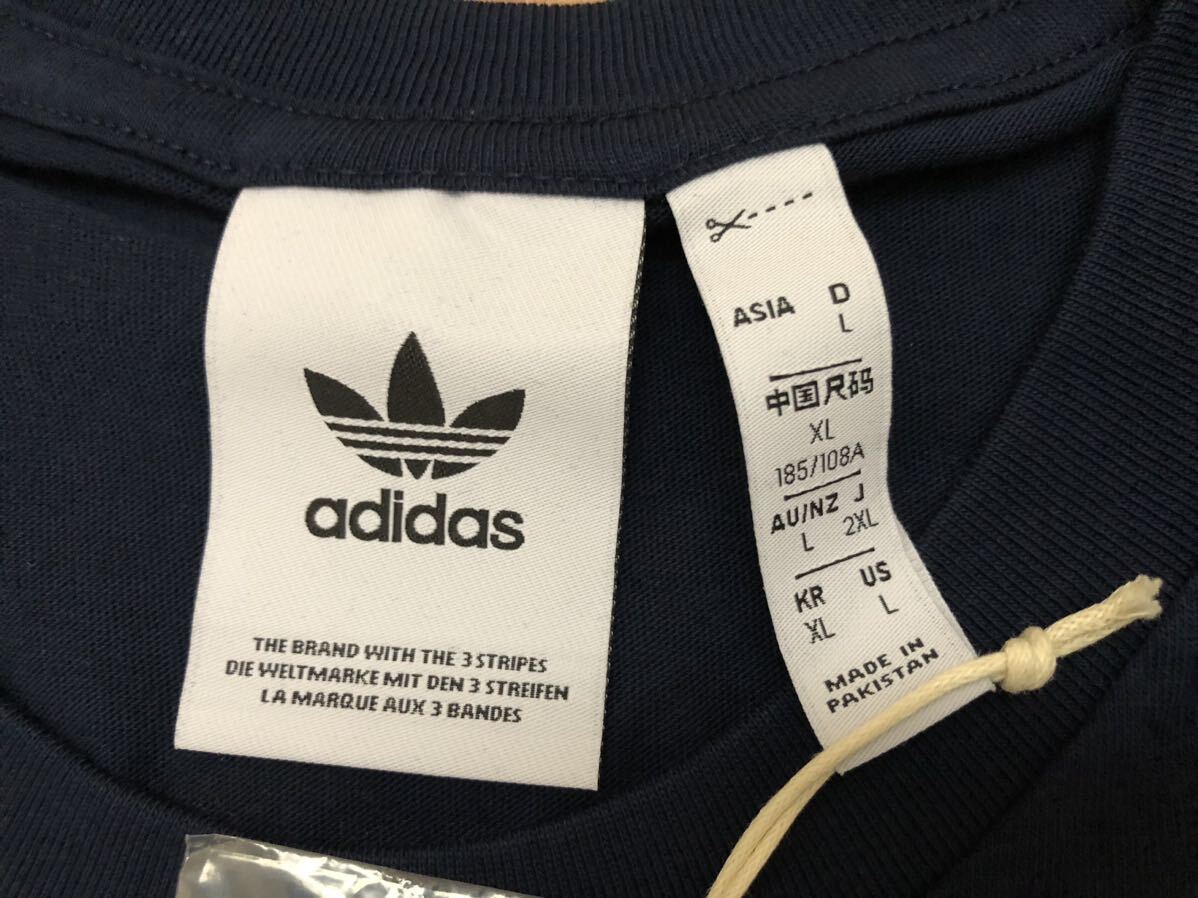 adidas
THE BRAND WITH THE 3 STRIPES
DIE WELTMARKE MIT DEN 3 STREIFEN
LA MARQUE AUX 3 BANDES
ASIA D
L
中国尺码
XL
185/108A
AU/NZ J
L 2XL
KR US
XL L
MADE IN
PAKISTAN